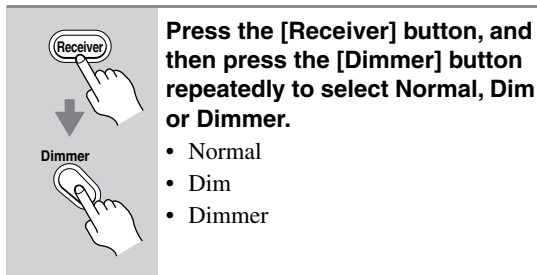 Receiver
Dimmer
Press the [Receiver] button, and
then press the [Dimmer] button
repeatedly to select Normal, Dim
or Dimmer.
• Normal
• Dim
• Dimmer